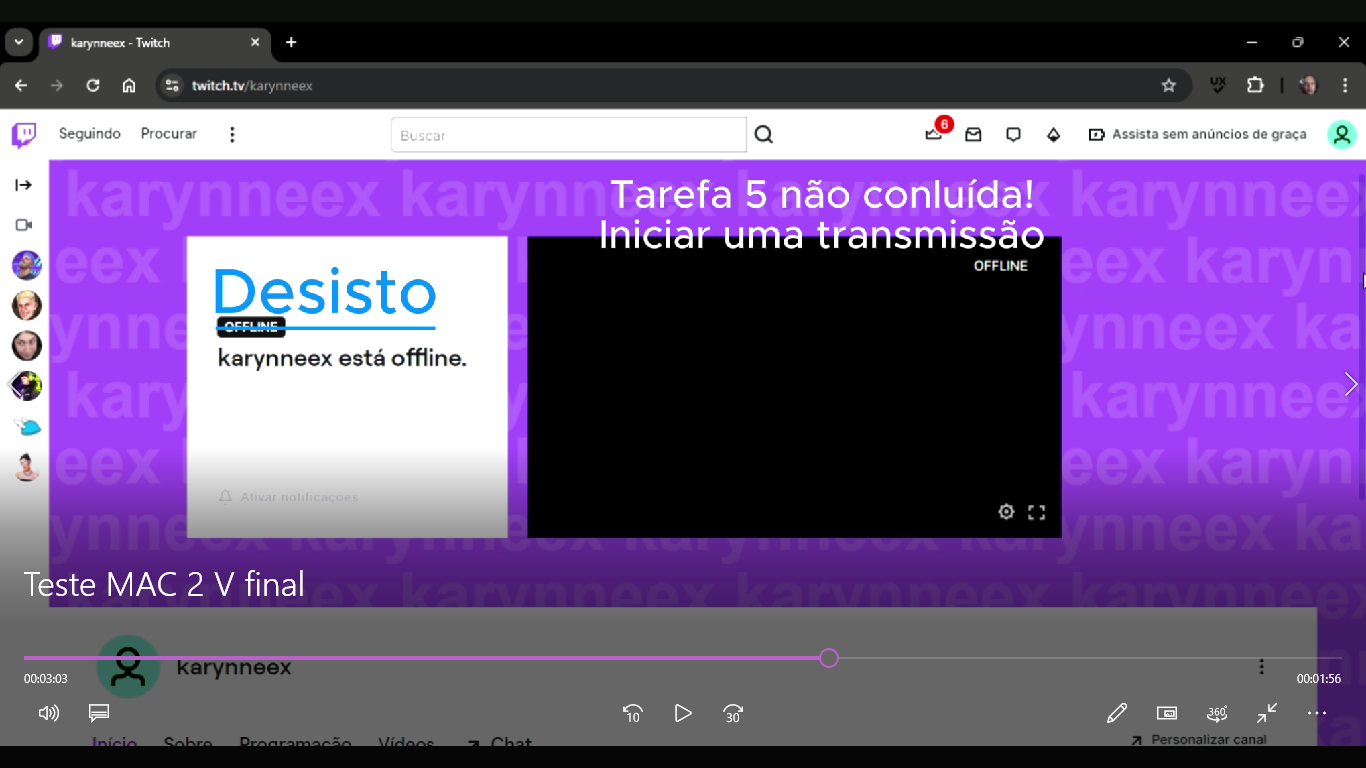 karynneex - Twitch
twitch.tv/karynneex
Seguindo Procurar
Buscar
6
Assista sem anúncios de graça
Tarefa 5 não conluída!
Iniciar uma transmissão
OFFLINE
Desisto
OFFLINE
karynneex está offline.
Ativar notificações
karynneex
Teste MAC 2 V final
karynneex
00:03:03
00:01:56
10
30
360
Início Sobre Programação Vídeos Chat
Personalizar canal